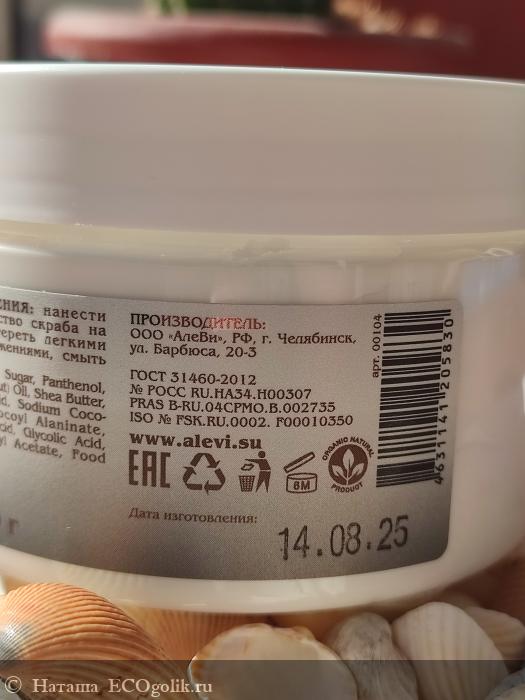 ЕНИЯ: нанести
ство скраба на
ереть легкими
жениями, смыть
Sugar, Panthenol,
Oil, Shea Butter,
Sodium Coco-
ocoyl Alaninate,
cid, Glycolic Acid,
yl Acetate, Food
г
ПРОИЗВОДИТЕЛЬ:
ООО «АлеВи», РФ, г. Челябинск,
ул. Барбюса, 20-3
ГОСТ 31460-2012
№ РОСС RU.НА34.Н00307
PRAS B-RU.04СРМО.В.002735
ISO № FSK.RU.0002. F00010350
www.alevi.su
ЕАС
6M
ORGANIC NATURAL
PRODUCT
Дата изготовления:
14.08.25
арт. 00104
4631141205830
© Наташа ECOgolik.ru